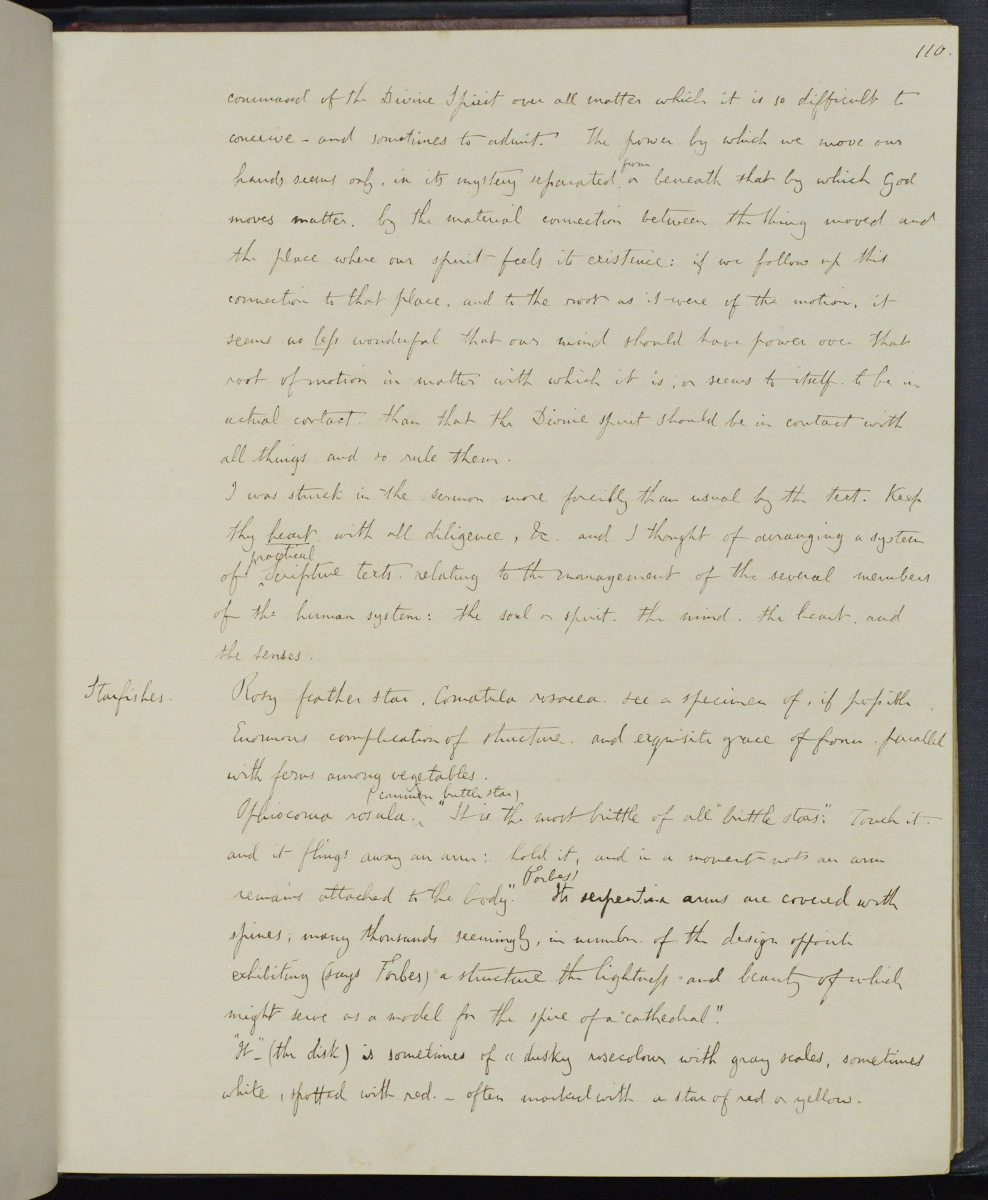 110.
command of the Divine Spirit over all matter which it is so difficult to
conceive - and sometimes to admit. The power by which we move our
from
hands seems only, in its mystery separated, or beneath that by which God
moves matter, by the material connection between the thing moved and
the place where our spirit feels its existence: if we follow up this
connection to that place, and to the root as it were of the motion, it
seems no less wonderful that our mind should have power over that
root of motion in matter with which it is, or seems to itself to be in
actual contact, than that the Divine spirit should be in contact with
all things and so rule them.
I was struck in the sermon more forcibly than usual by the text. Keep
thy heart with all diligence, &c. and I thought of arranging a system
practical
of Scripture texts relating to the management of the several members
of the human system: the soul or spirit. the mind. the heart. and
the senses.
Starfishes. Rosy feather star. Comatula rosacea. see a specimen of, if possible.
Enormous complication of structure. and exquisite grace of form. parallel
with ferns among vegetables.
(common brittle star)
Ophiocoma rosula. "It is the most brittle of all "brittle stars": Touch it -
and it flings away an arm: hold it, and in a moment not an arm
(Forbes)
remains attached to the body". Its serpentine arms are covered with
spines; many thousands seemingly, in number. of the design opposite
exhibiting (says Forbes) "a structure the lightness and beauty of which
might serve as a model for the spire of a cathedral".
"It" - (the disk) is sometimes of a dusky rosecolour with gray scales, sometimes
white, spotted with red. - often marked with a star of red or yellow.